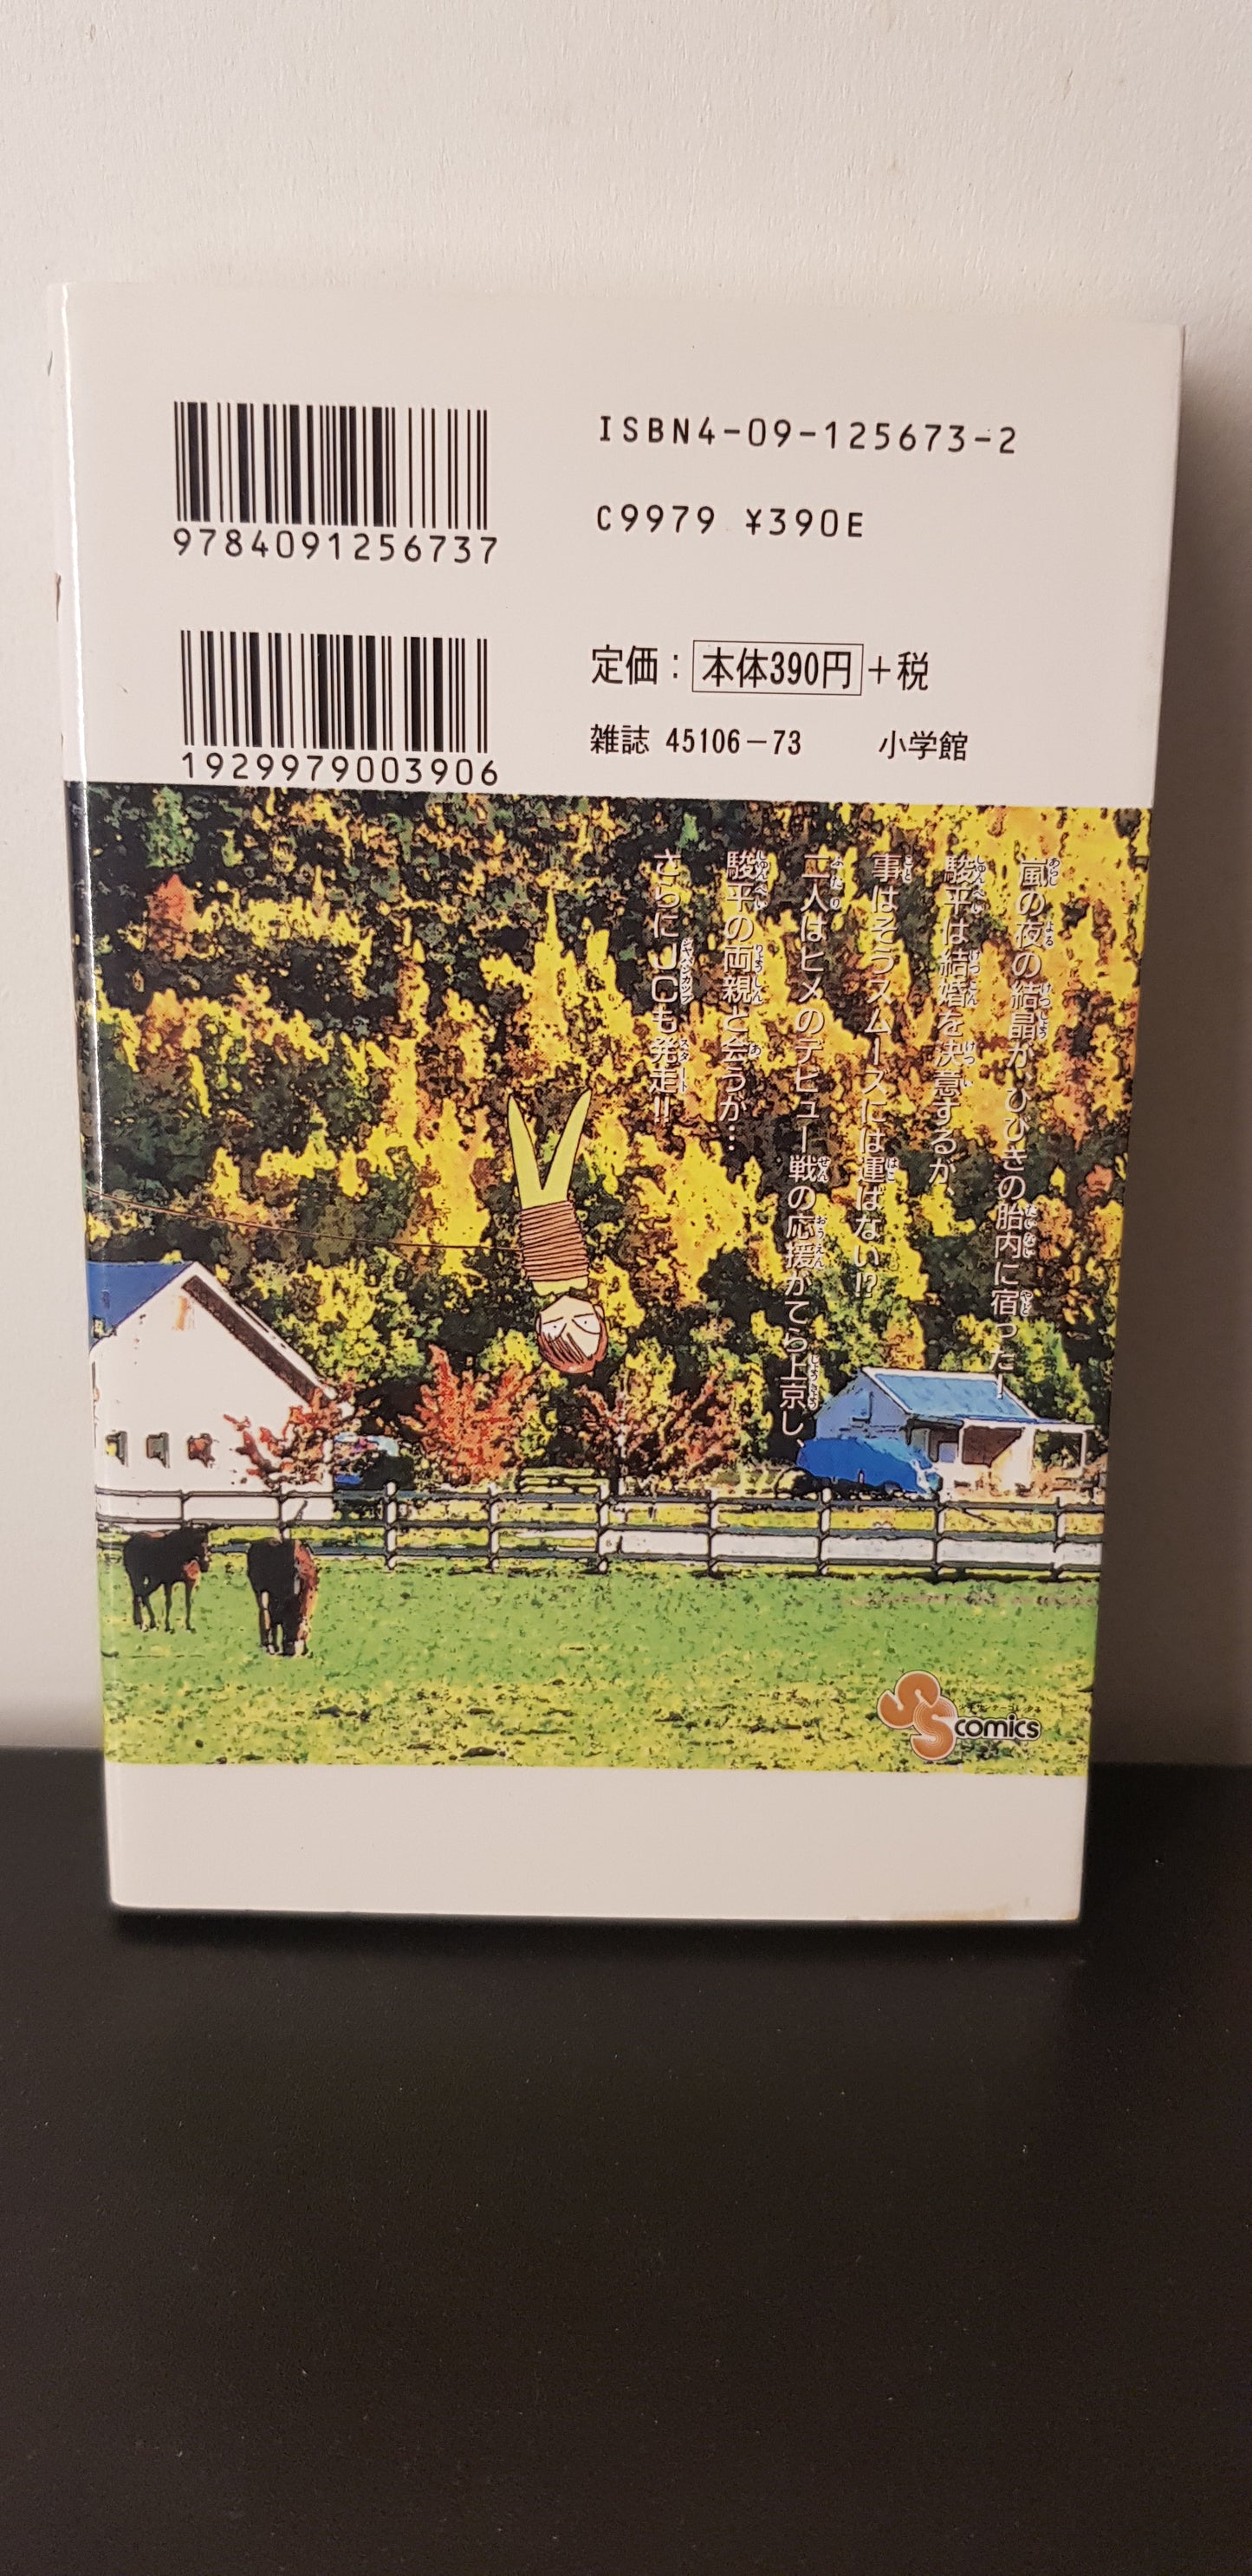 ISBN4-09-125673-2
C9979 ¥390E
9784091256737
定価：本体390円＋税
雑誌 45106－73 小学館
1929979003906
嵐の夜の結晶が、ひびきの胎内に宿った！
駿平は結婚を決意するが、
事はそうスムースには運ばない!?
二人はヒメのデビュー戦の応援がてら上京し、
駿平の両親と会うが…
さらにJCも発走!!
SS comics